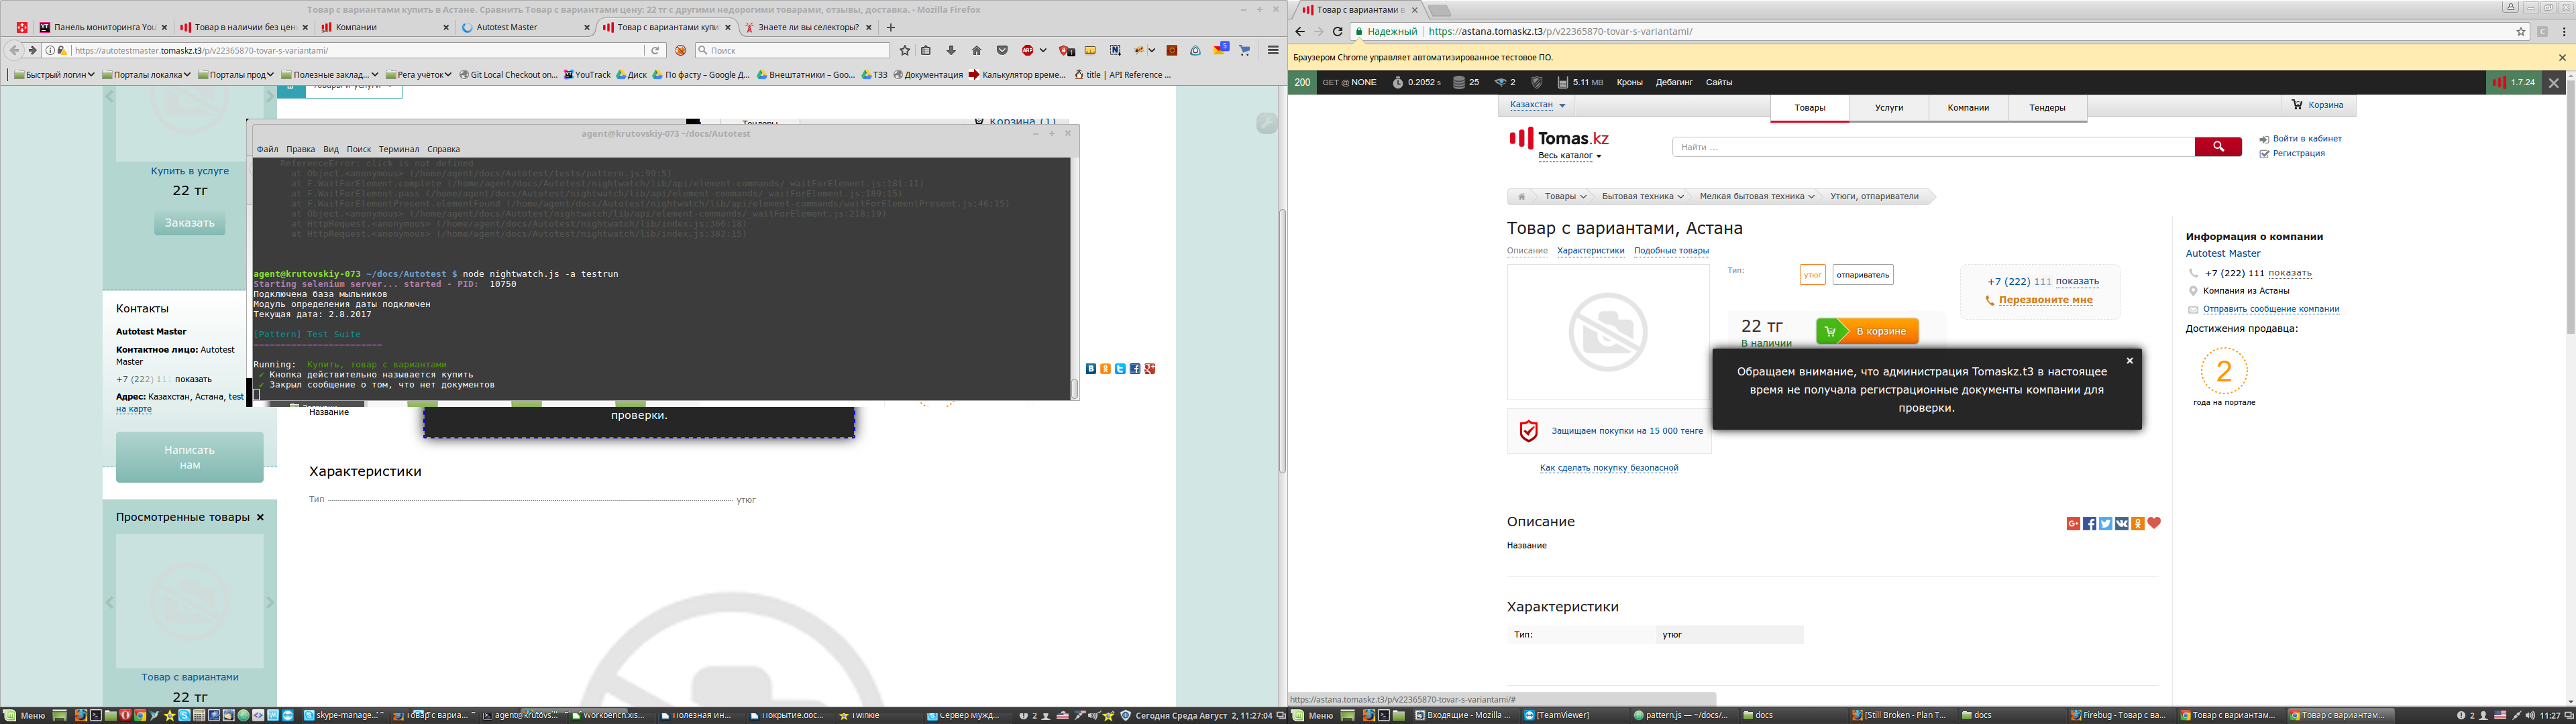 Товар с вариантами купить в Астане. Сравнить Товар с вариантами цену: 22 тг с другими недорогими товарами, отзывы, доставка. - Mozilla Firefox
Панель мониторинга You
Товар в наличии без цен
Компании
Autotest Master
Товар с вариантами купи
Знаете ли вы селекторы?
https://autotestmaster.tomaskz.t3/p/v22365870-tovar-s-variantami/
Поиск
5
Быстрый логин
Порталы локалка
Порталы прод
Полезные заклад...
Рега учёток
Git Local Checkout on...
YouTrack
Диск
По фасту – Google Д...
Внештатники – Goo...
ТЗЗ
Документация
Калькулятор време...
title | API Reference ...
Товары и услуги
Тендеры
Корзина (1)
Купить в услуге
22 тг
Заказать
Контакты
Autotest Master
Контактное лицо: Autotest
Master
+7 (222) 111 показать
Адрес: Казахстан, Астана, test
на карте
Написать
нам
Просмотренные товары
Товар с вариантами
22 тг
agent@krutovskiy-073 ~/docs/Autotest
Файл Правка Вид Поиск Терминал Справка
ReferenceError: click is not defined
at Object.<anonymous> (/home/agent/docs/Autotest/tests/pattern.js:99:5)
at F.WaitForElement.complete (/home/agent/docs/Autotest/nightwatch/lib/api/element-commands/_waitForElement.js:181:11)
at F.WaitForElement.pass (/home/agent/docs/Autotest/nightwatch/lib/api/element-commands/_waitForElement.js:189:15)
at F.WaitForElementPresent.elementFound (/home/agent/docs/Autotest/nightwatch/lib/api/element-commands/waitForElementPresent.js:46:15)
at Object.<anonymous> (/home/agent/docs/Autotest/nightwatch/lib/api/element-commands/_waitForElement.js:218:19)
at HttpRequest.<anonymous> (/home/agent/docs/Autotest/nightwatch/lib/index.js:366:18)
at HttpRequest.<anonymous> (/home/agent/docs/Autotest/nightwatch/lib/index.js:382:15)
agent@krutovskiy-073 ~/docs/Autotest $ node nightwatch.js -a testrun
Starting selenium server... started - PID: 10750
Подключена база мыльников
Модуль определения даты подключен
Текущая дата: 2.8.2017
[Pattern] Test Suite
========================
Running: Купить, товар с вариантами
✓ Кнопка действительно называется купить
✓ Закрыл сообщение о том, что нет документов
Название
проверки.
Характеристики
Тип утюг
Меню
skype-manage...
Товар с вариа...
agent@krutovs...
Workbench.xls...
Полезная ин...
Покрытие.doc...
Twinkle
Сервер мужд...
2
Сегодня Среда Август 2, 11:27:04
Товар с вариантами в
Надежный
https://astana.tomaskz.t3/p/v22365870-tovar-s-variantami/
Браузером Chrome управляет автоматизированное тестовое ПО.
200 GET @ NONE 0.2052 s 25 2 5.11 MB Кроны Дебагинг Сайты 1.7.24
Казахстан
Товары
Услуги
Компании
Тендеры
Корзина
Tomas.kz
Весь каталог
Найти ...
Войти в кабинет
Регистрация
Товары
Бытовая техника
Мелкая бытовая техника
Утюги, отпариватели
Товар с вариантами, Астана
Описание Характеристики Подобные товары
Тип:
утюг
отпариватель
22 тг
В наличии
В корзине
+7 (222) 111 показать
Перезвоните мне
Информация о компании
Autotest Master
+7 (222) 111 показать
Компания из Астаны
Отправить сообщение компании
Достижения продавца:
2
года на портале
Обращаем внимание, что администрация Tomaskz.t3 в настоящее
время не получала регистрационные документы компании для
проверки.
Защищаем покупки на 15 000 тенге
Как сделать покупку безопасной
Описание
Название
Характеристики
Тип: утюг
https://astana.tomaskz.t3/p/v22365870-tovar-s-variantami/#
Меню
Входящие - Mozilla ...
[TeamViewer]
pattern.js — ~/docs/...
docs
[Still Broken - Plan T...
docs
Firebug - Товар с ва...
Товар с вариантам...
Товар с вариантам...
2
11:27